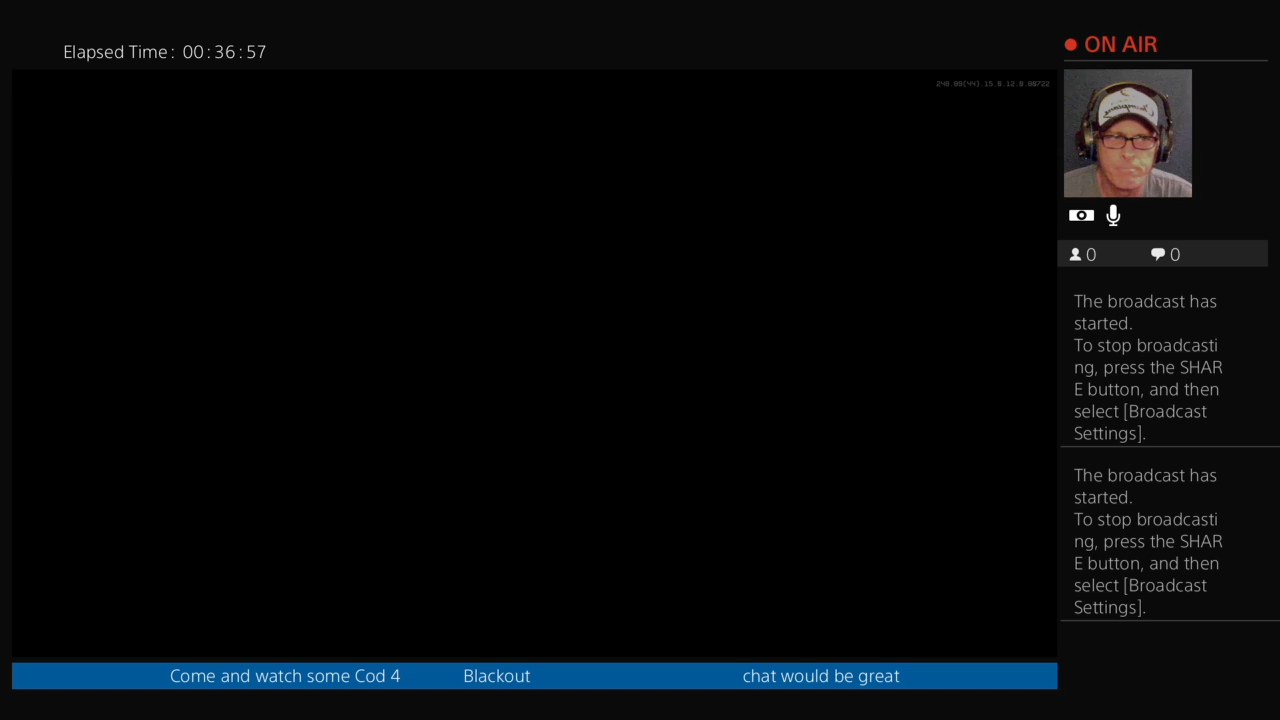 Elapsed Time: 00:36:57
ON AIR
0 0
The broadcast has
started.
To stop broadcasti
ng, press the SHAR
E button, and then
select [Broadcast
Settings].
The broadcast has
started.
To stop broadcasti
ng, press the SHAR
E button, and then
select [Broadcast
Settings].
Come and watch some Cod 4 Blackout chat would be great